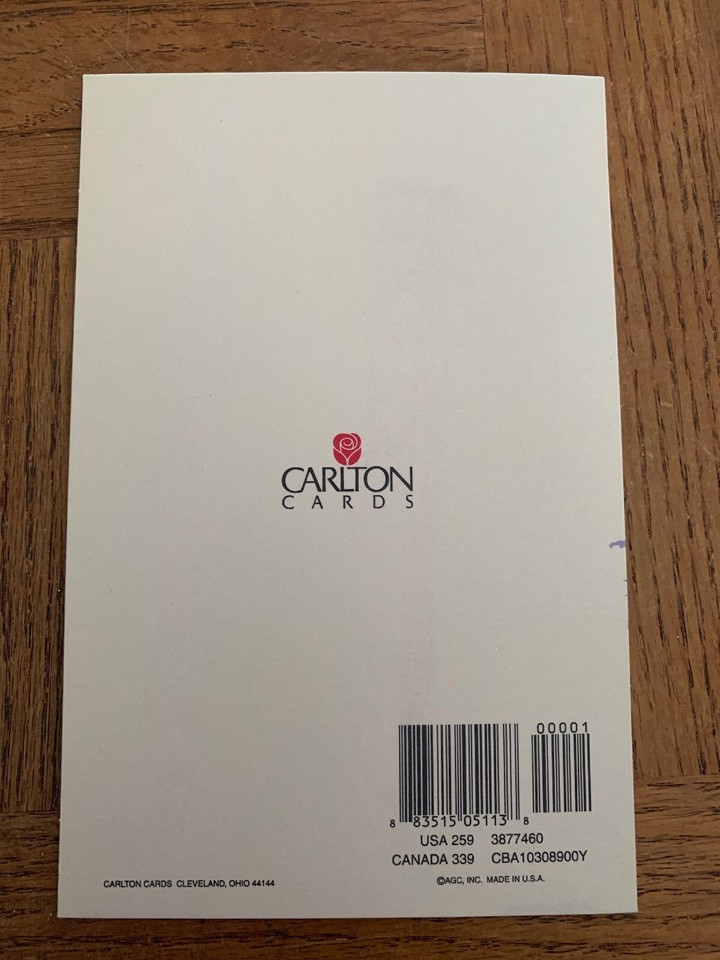 CARLTON
CARDS
00001
8 83515 05113 8
USA 259 3877460
CANADA 339 CBA10308900Y
CARLTON CARDS CLEVELAND, OHIO 44144
©AGC, INC. MADE IN U.S.A.